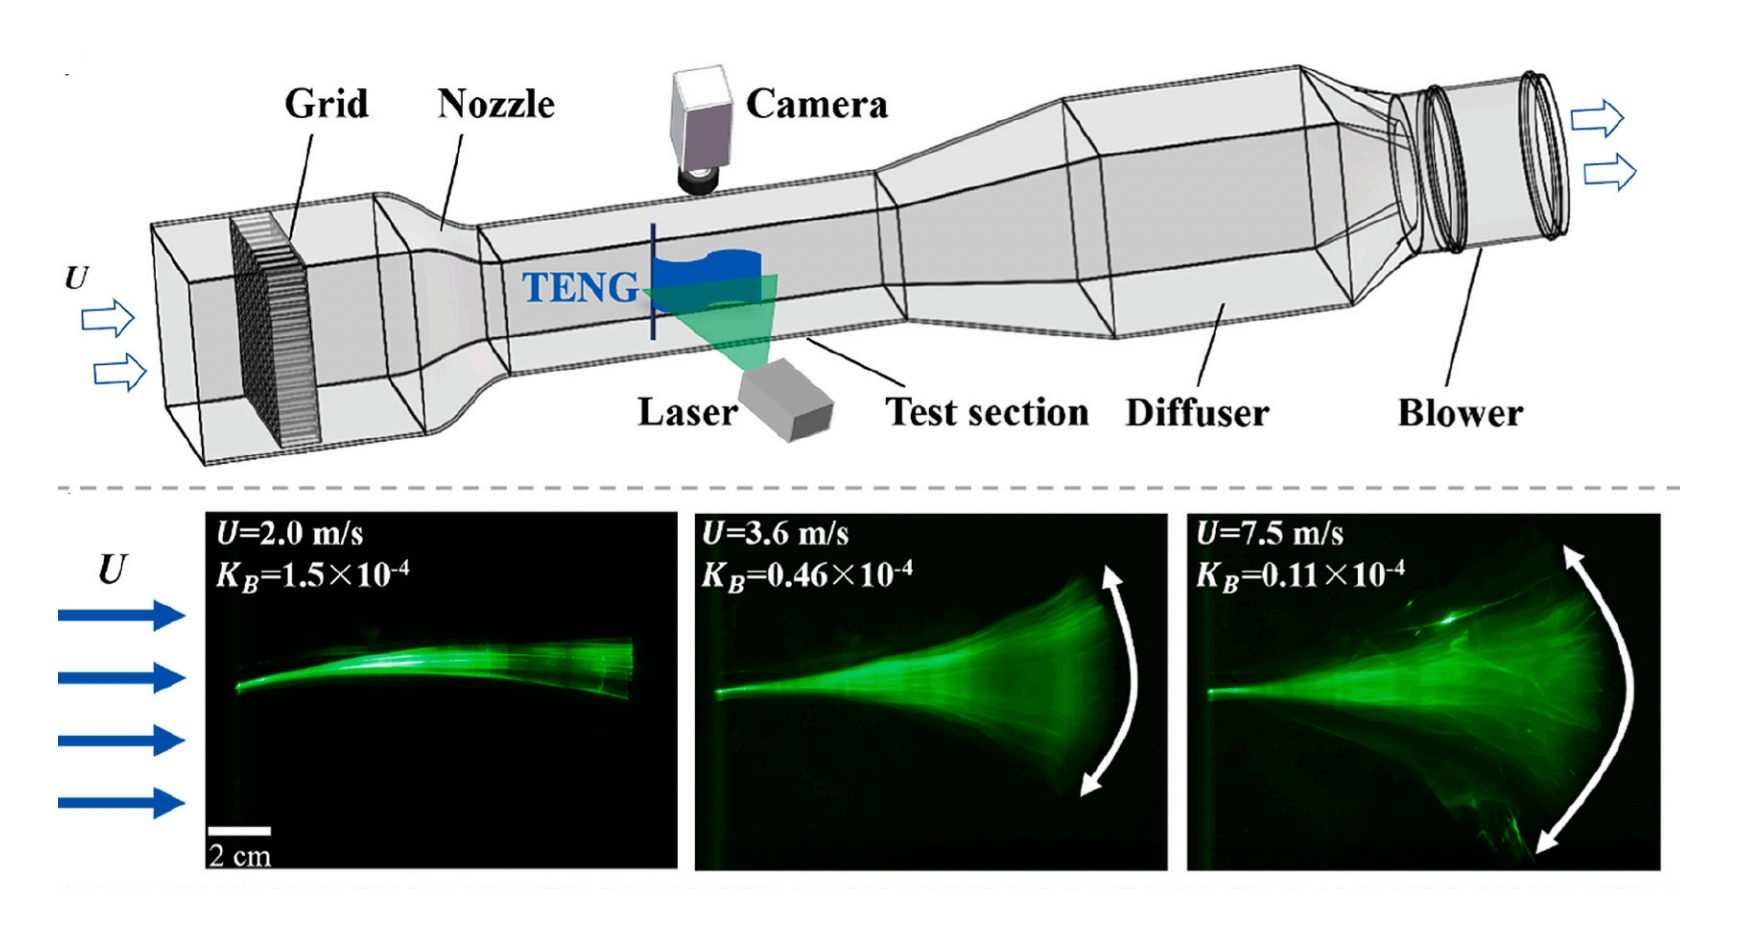 Grid
Nozzle
Camera
U
TENG
Laser
Test section
Diffuser
Blower
U
U=2.0 m/s
K_B=1.5×10^-4
2 cm
U=3.6 m/s
K_B=0.46×10^-4
U=7.5 m/s
K_B=0.11×10^-4